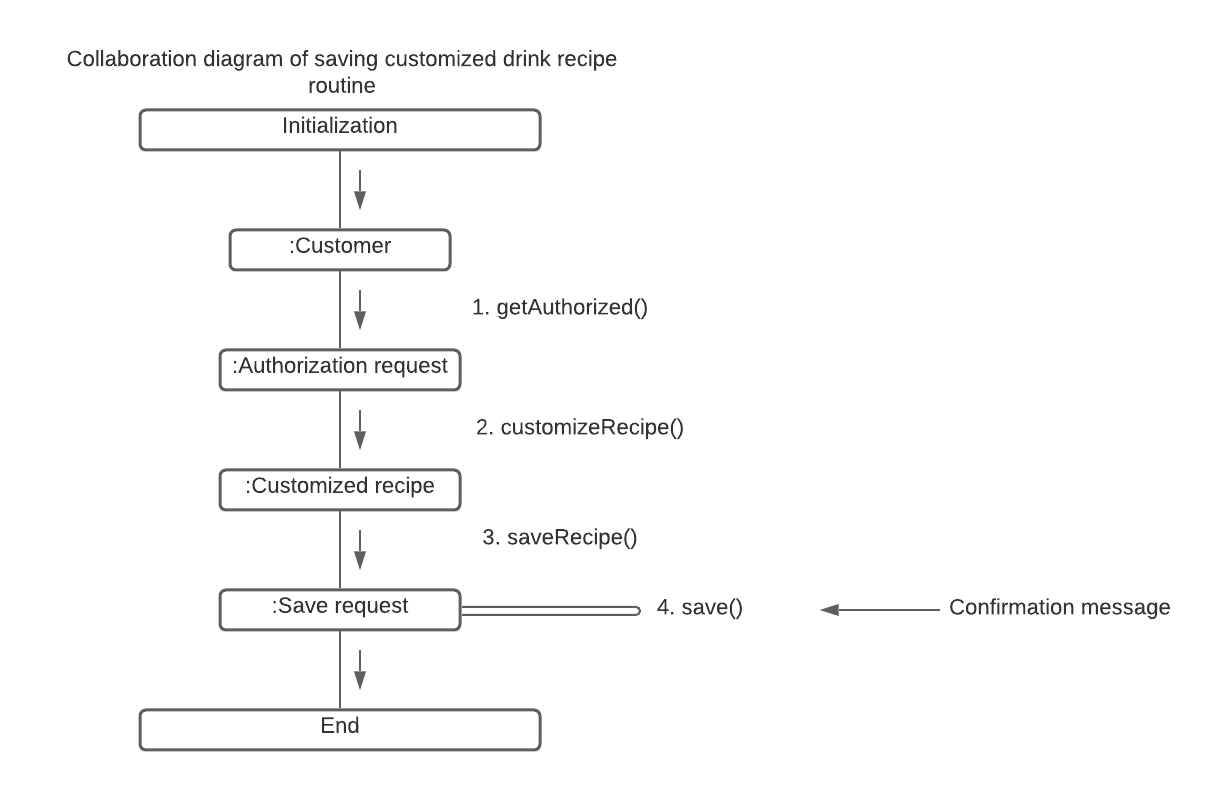 Collaboration diagram of saving customized drink recipe
routine
Initialization
:Customer
1. getAuthorized()
:Authorization request
2. customizeRecipe()
:Customized recipe
3. saveRecipe()
:Save request
4. save()
Confirmation message
End